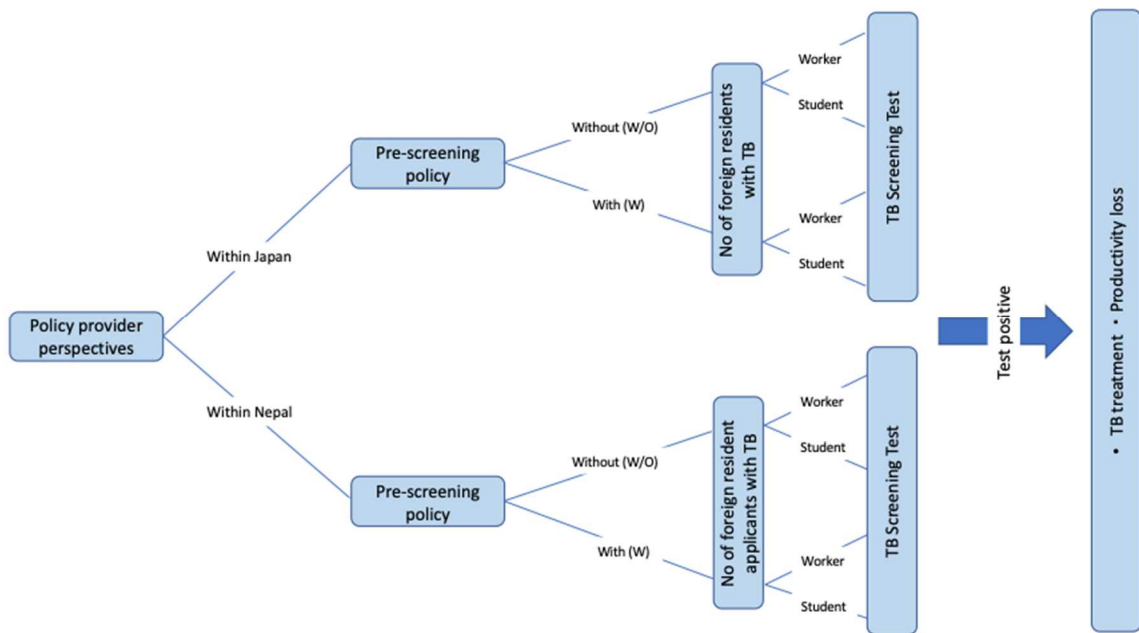 Policy provider
perspectives
Within Japan
Within Nepal
Pre-screening
policy
Without (W/O)
With (W)
No of foreign residents
with TB
Worker
Student
Worker
Student
TB Screening Test
Pre-screening
policy
Without (W/O)
With (W)
No of foreign resident
applicants with TB
Worker
Student
Worker
Student
TB Screening Test
Test positive
• TB treatment ・Productivity loss